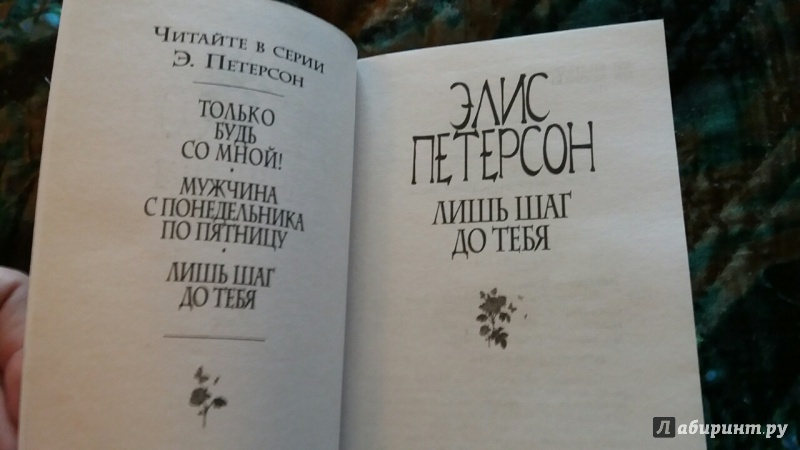 Читайте в серии
Э. Петерсон
ТОЛЬКО
БУДЬ
СО МНОЙ!
МУЖЧИНА
С ПОНЕДЕЛЬНИКА
ПО ПЯТНИЦУ
ЛИШЬ ШАГ
ДО ТЕБЯ
ЭЛИС
ПЕТЕРСОН
ЛИШЬ ШАГ
ДО ТЕБЯ
Лабиринт.ру